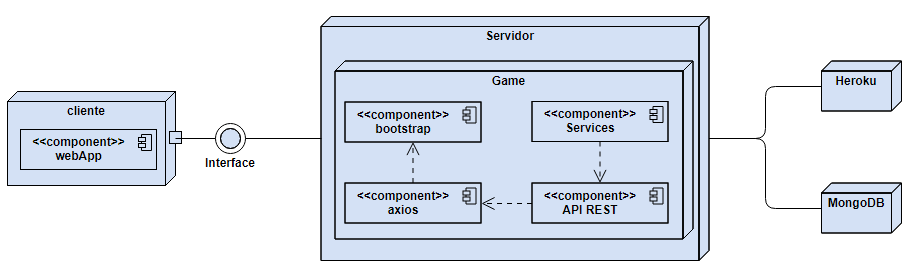 cliente
<<component>>
webApp
Interface
Servidor
Game
<<component>>
bootstrap
<<component>>
Services
<<component>>
axios
<<component>>
API REST
Heroku
MongoDB